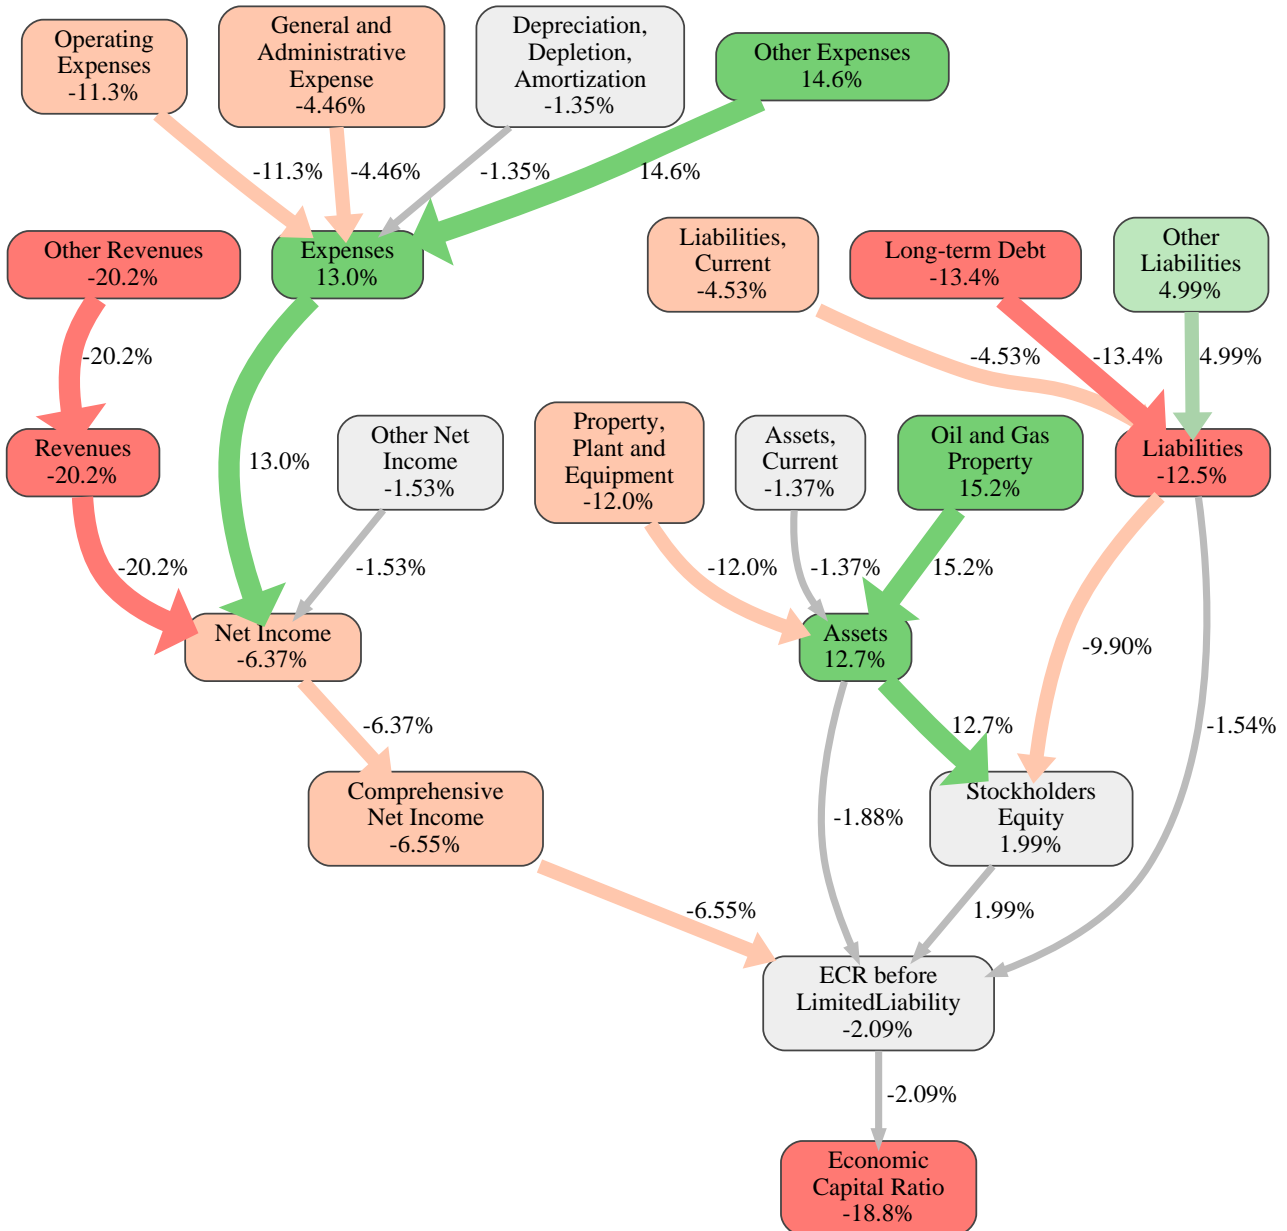 Operating
Expenses
-11.3%
General and
Administrative
Expense
-4.46%
Depreciation,
Depletion,
Amortization
-1.35%
Other Expenses
14.6%
-11.3%
-4.46%
-1.35%
14.6%
Other Revenues
-20.2%
Expenses
13.0%
Liabilities,
Current
-4.53%
Long-term Debt
-13.4%
Other
Liabilities
4.99%
-20.2%
-4.53%
-13.4%
4.99%
Revenues
-20.2%
13.0%
Other Net
Income
-1.53%
Property,
Plant and
Equipment
-12.0%
Assets,
Current
-1.37%
Oil and Gas
Property
15.2%
Liabilities
-12.5%
-20.2%
-1.53%
-12.0%
-1.37%
15.2%
Net Income
-6.37%
Assets
12.7%
-9.90%
-6.37%
12.7%
-1.54%
Comprehensive
Net Income
-6.55%
-1.88%
Stockholders
Equity
1.99%
-6.55%
1.99%
ECR before
LimitedLiability
-2.09%
-2.09%
Economic
Capital Ratio
-18.8%